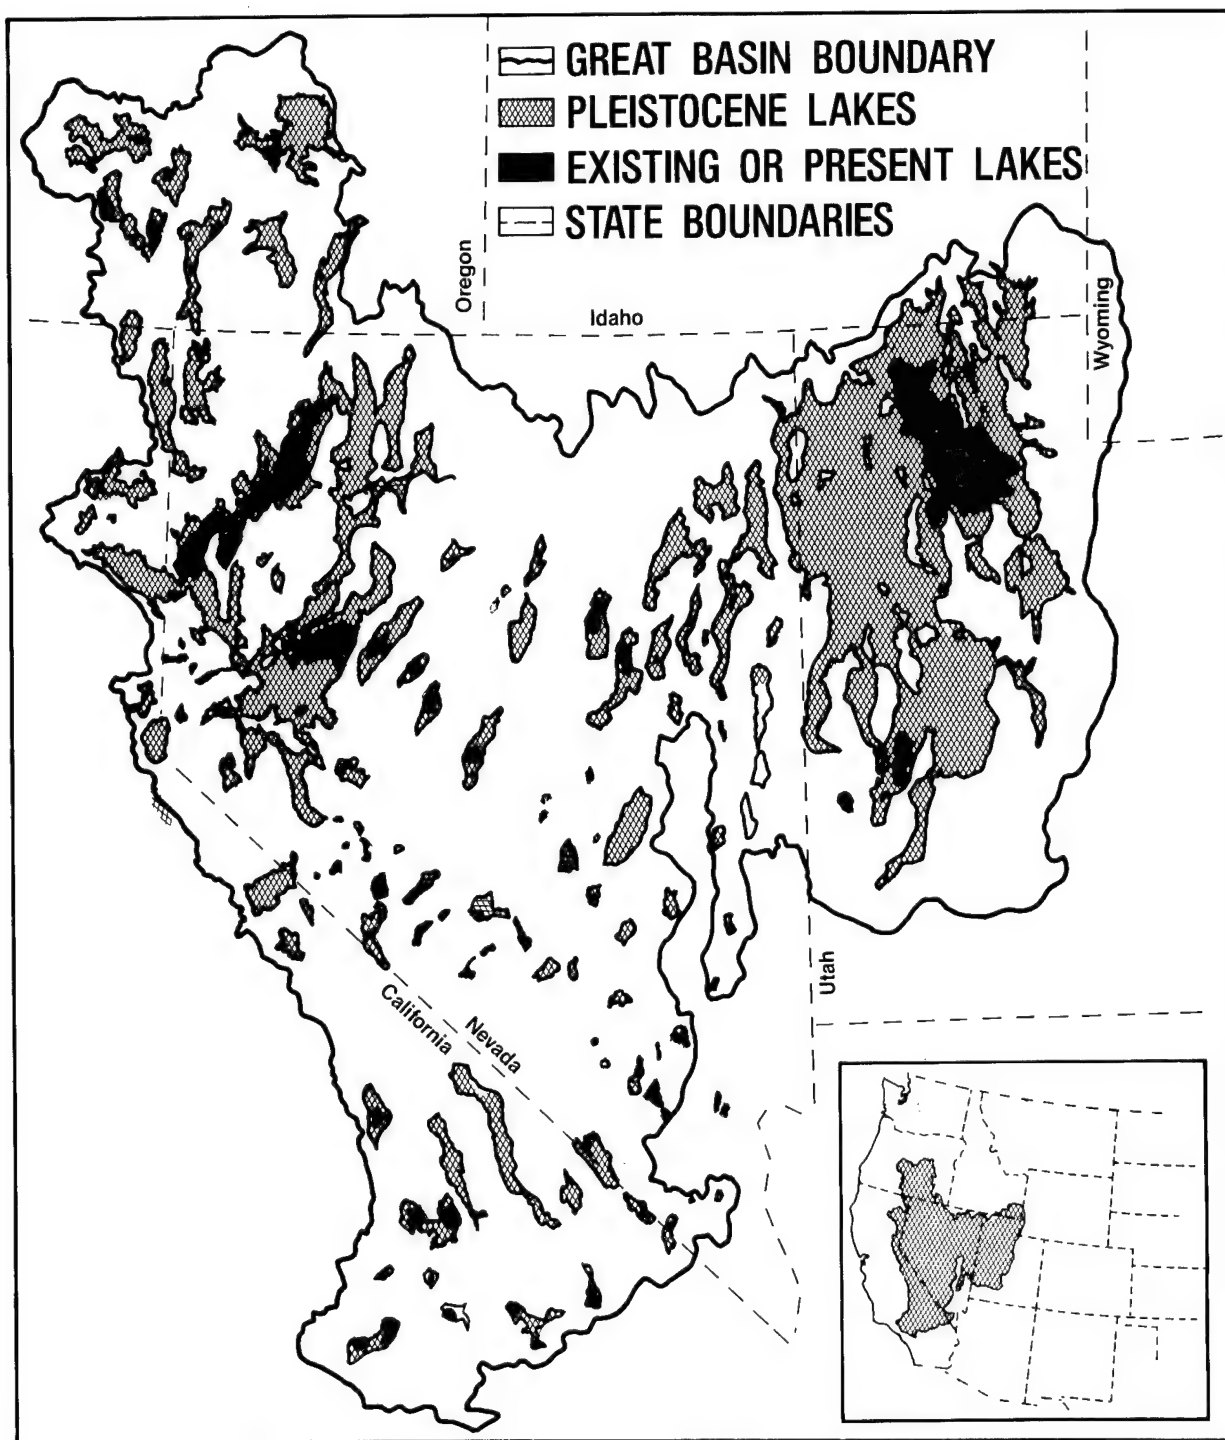 GREAT BASIN BOUNDARY
PLEISTOCENE LAKES
EXISTING OR PRESENT LAKES
STATE BOUNDARIES
Oregon
Idaho
Wyoming
Utah
California
Nevada